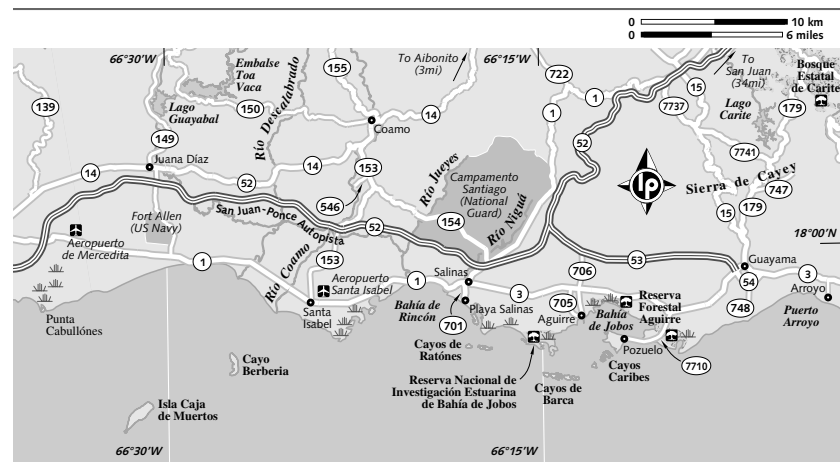 0 10 km
0 6 miles
66°30'W
66°15'W
To Aibonito
(3mi)
To
San Juan
(34mi)
Bosque
Estatal
de Carite
Embalse
Toa
Vaca
155
722
139
Lago
Guayabal
150
Río Descalabrado
14
Coamo
1
1
7737
15
Lago
Carite
179
149
Juana Díaz
14
52
14
153
546
Río Jueyes
Campamento
Santiago
(National
Guard)
154
Río Niguá
52
lp
7741
Sierra de Cayey
747
15
179
18°00'N
Fort Allen
(US Navy)
San Juan-Ponce Autopista
52
Aeropuerto
de Mercedita
1
Río Coamo
153
Aeropuerto
Santa Isabel
1
Salinas
706
53
Guayama
54
3
Arroyo
Punta
Cabullónes
Santa
Isabel
Bahía de
Rincón
3
Playa Salinas
701
705
Aguirre
Bahía
de Jobos
Reserva
Forestal
Aguirre
748
Puerto
Arroyo
Cayos de
Ratónes
Pozuelo
7710
Cayo
Berberia
Cayos
Caribes
Reserva Nacional de
Investigación Estuarina
de Bahía de Jobos
Cayos de
Barca
Isla Caja
de Muertos
66°30'W
66°15'W